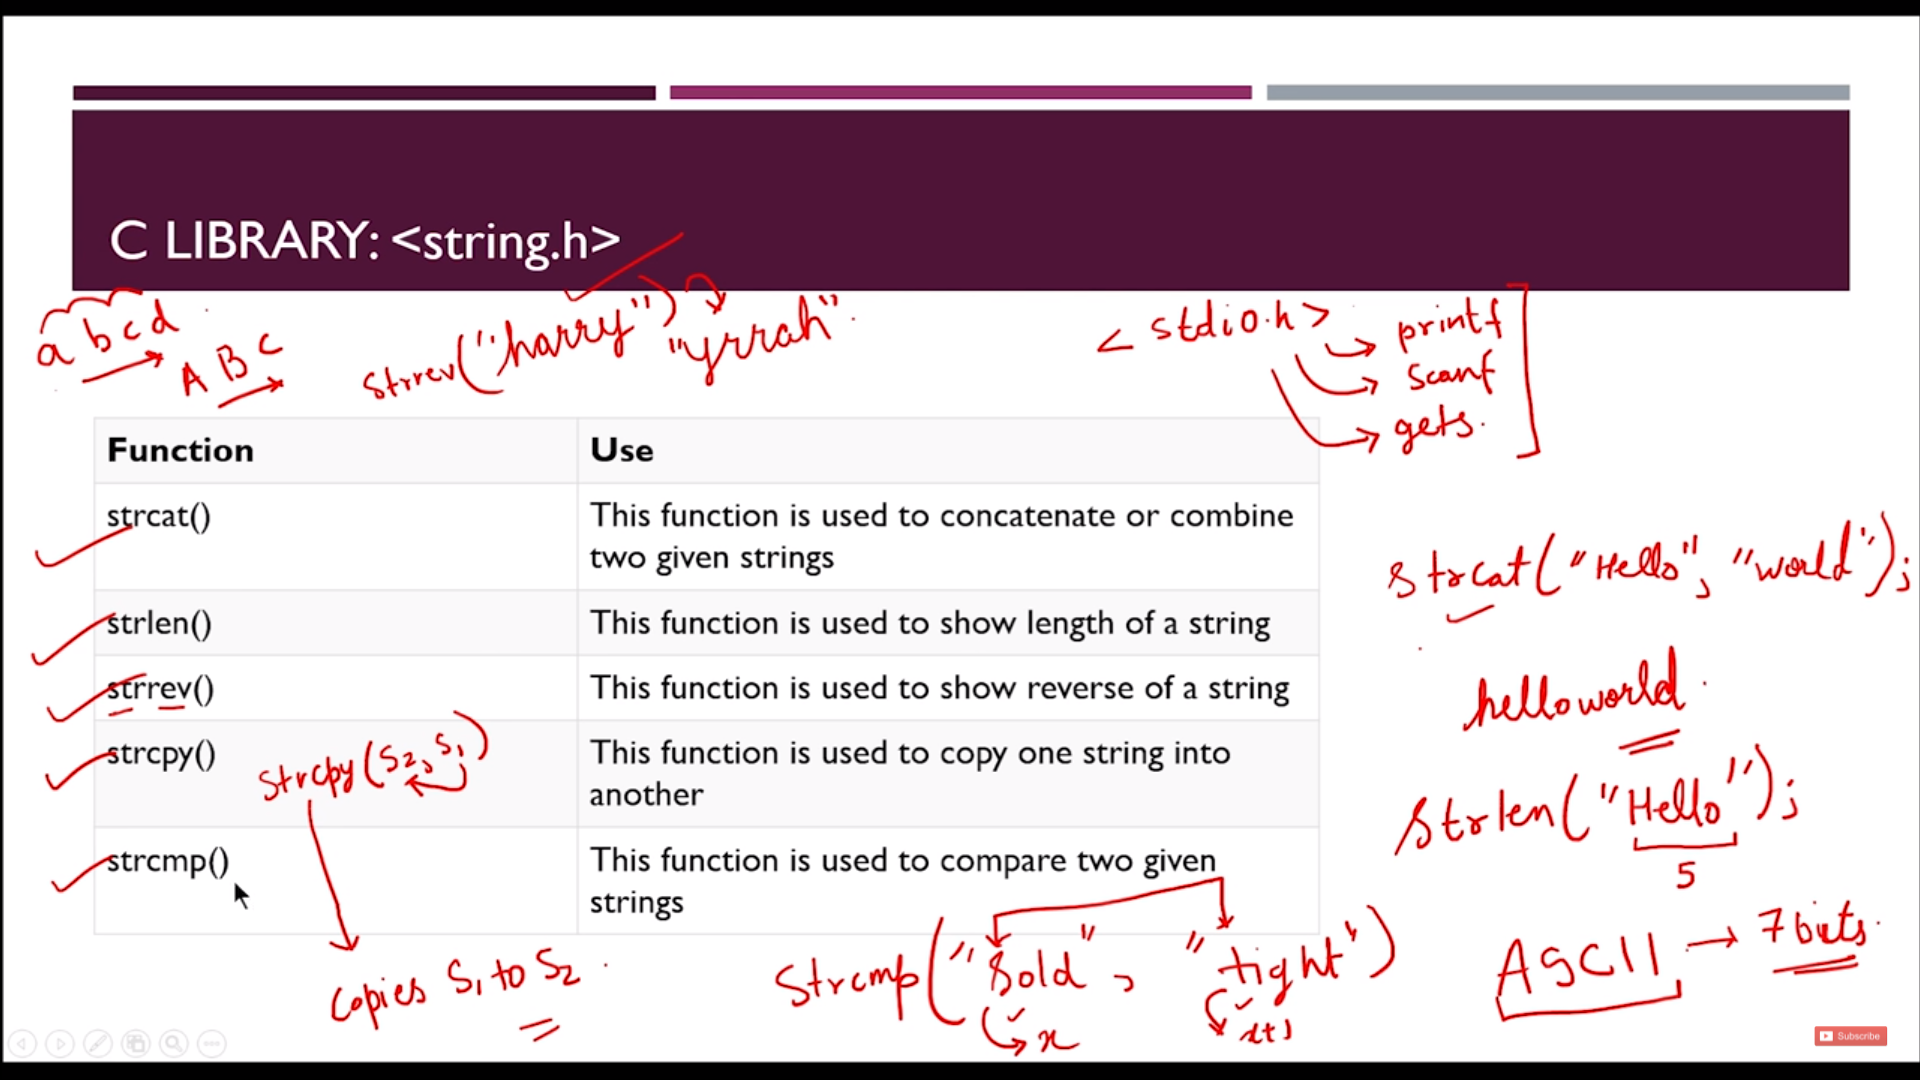 C LIBRARY: <string.h>
abcd
ABC
strrev("harry") "yrrah".
<stdio.h>
printf
scanf
gets.
Function Use
strcat() This function is used to concatenate or combine
two given strings
strcat("Hello", "world");
strlen() This function is used to show length of a string
strrev() This function is used to show reverse of a string
helloworld.
strcpy() This function is used to copy one string into
another
strcpy(S2, S1)
strlen("Hello");
5
strcmp() This function is used to compare two given
strings
copies S1 to S2.
strcmp("Sold", "tight")
x x+1
ASCII → 7 bits.
Subscribe